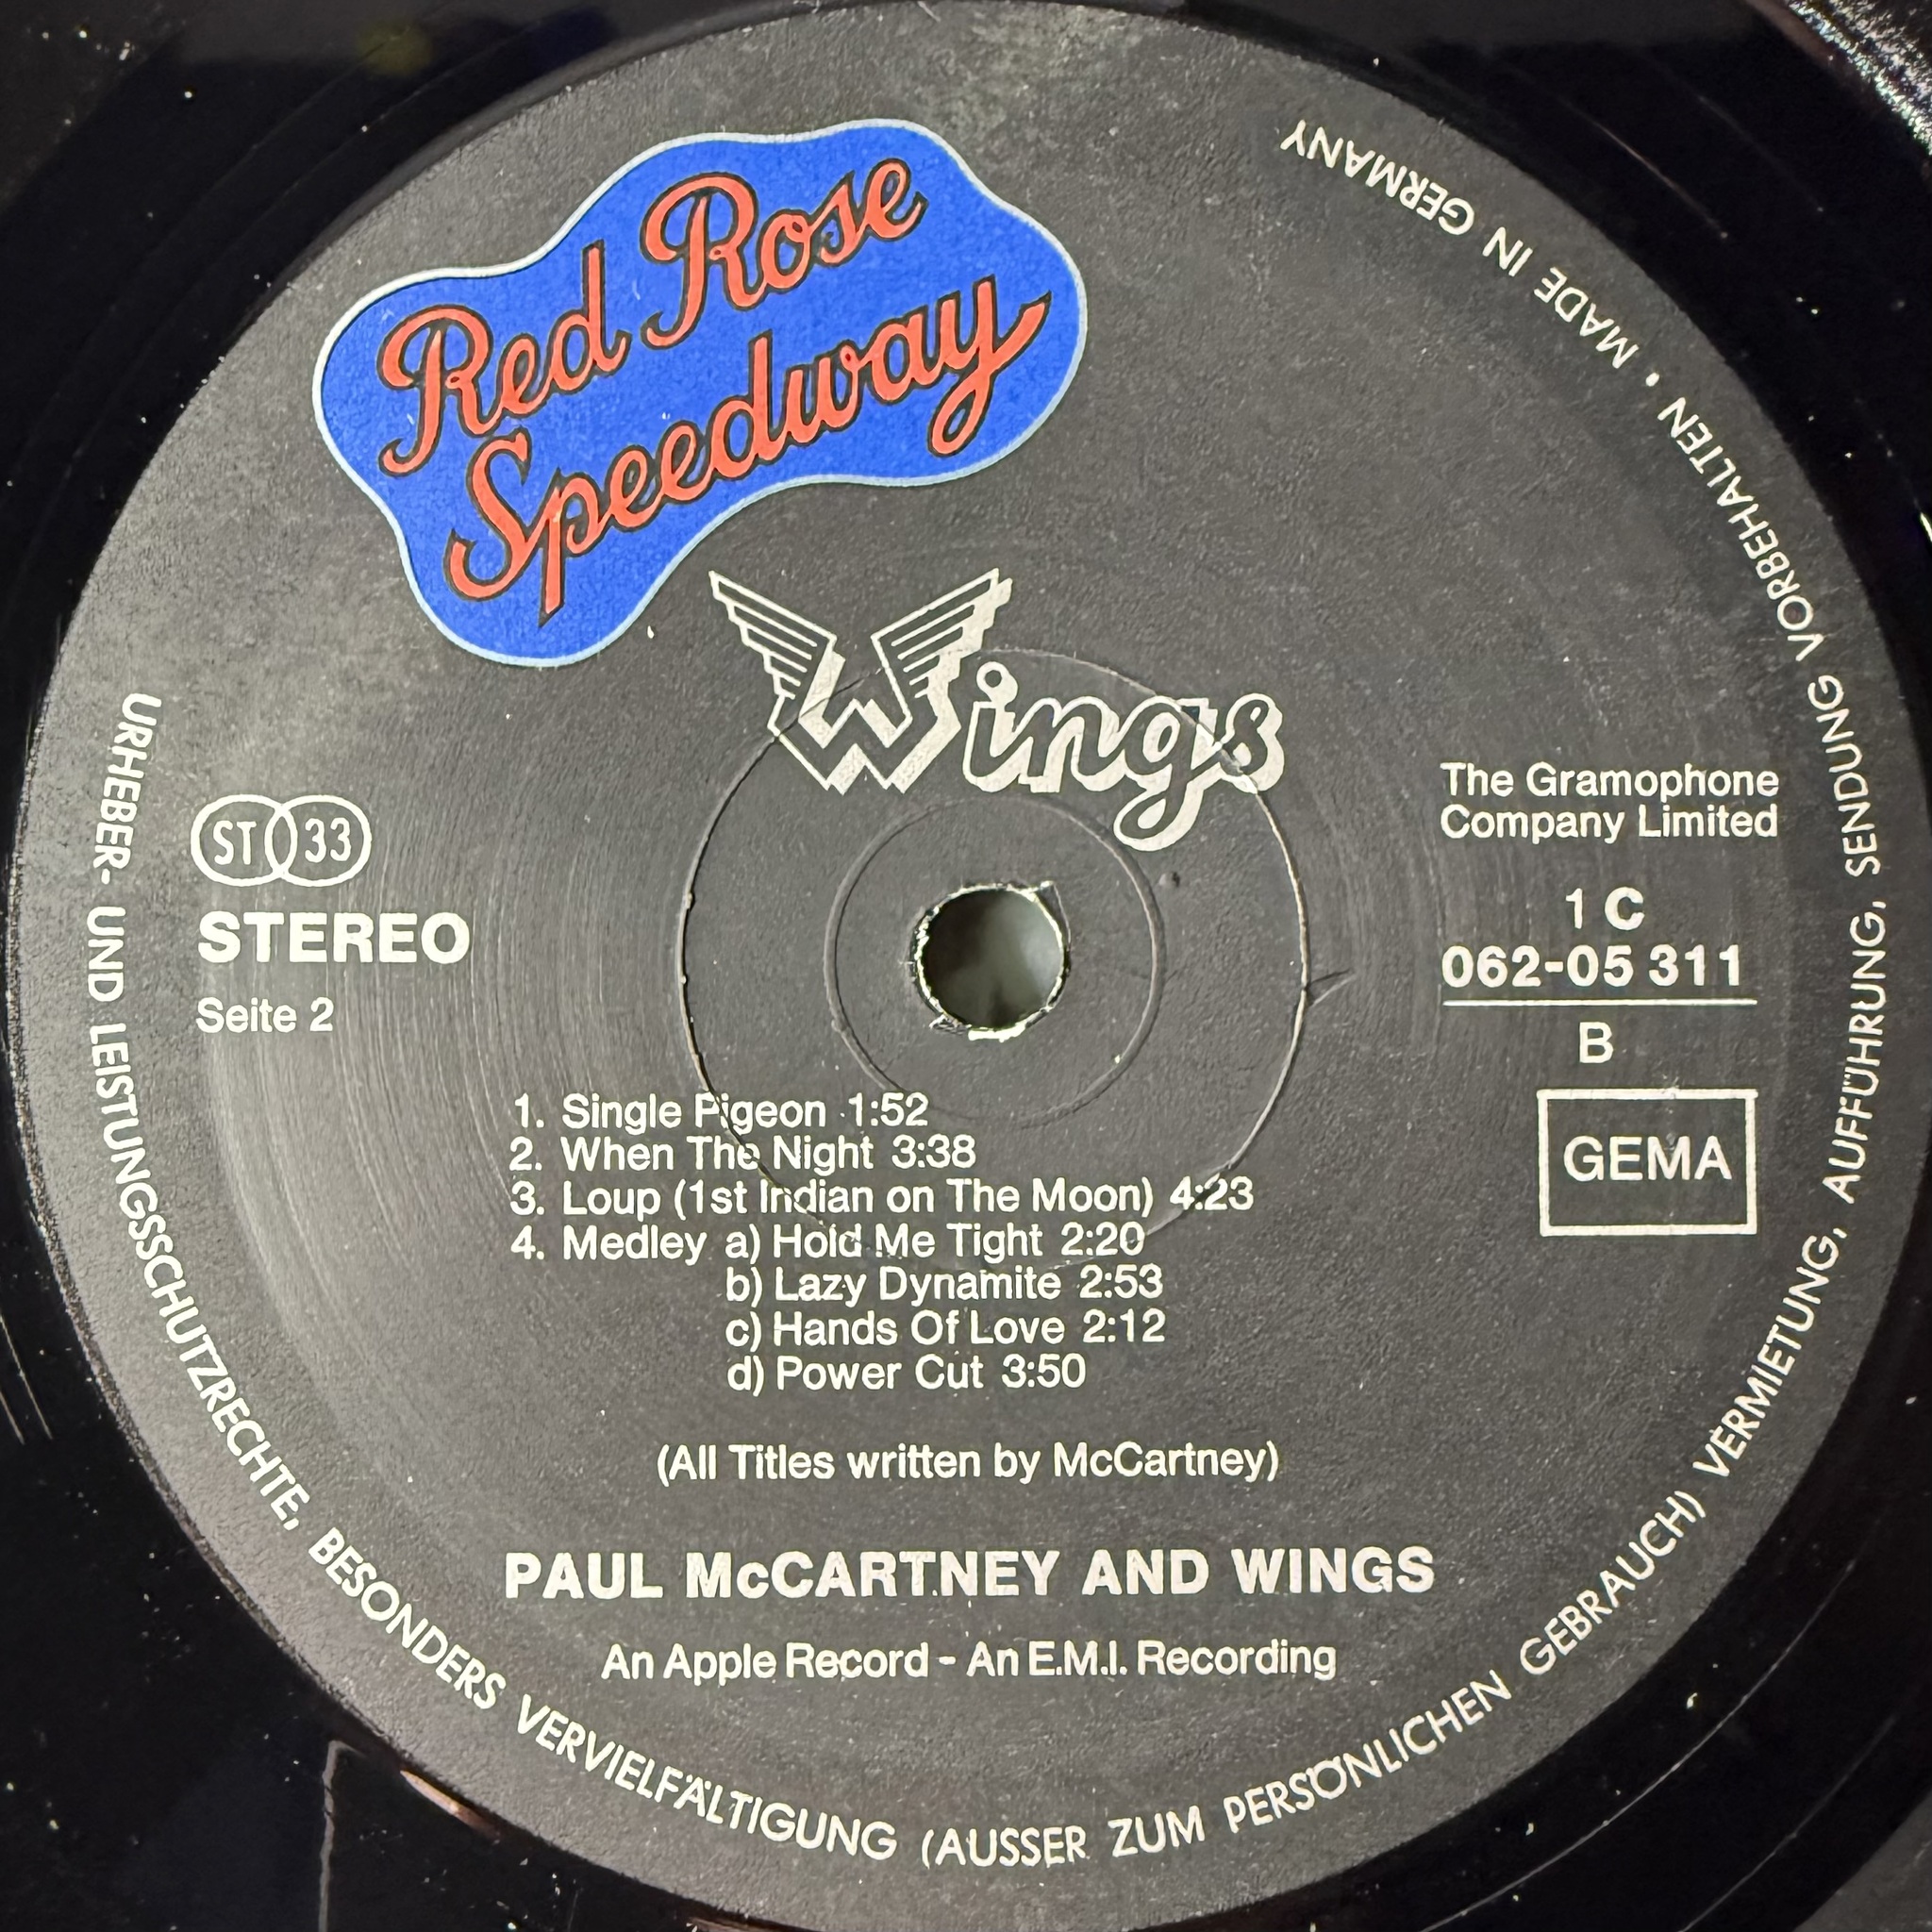 Red Rose
Speedway
Wings
ST 33
STEREO
Seite 2
The Gramophone
Company Limited
1 C
062-05 311
B
GEMA
1. Single Pigeon 1:52
2. When The Night 3:38
3. Loup (1st Indian on The Moon) 4:23
4. Medley a) Hold Me Tight 2:20
b) Lazy Dynamite 2:53
c) Hands Of Love 2:12
d) Power Cut 3:50
(All Titles written by McCartney)
PAUL McCARTNEY AND WINGS
An Apple Record - An E.M.I. Recording
URHEBER- UND LEISTUNGSSCHUTZRECHTE, BESONDERS VERVIELFÄLTIGUNG (AUSSER ZUM PERSÖNLICHEN GEBRAUCH) VERMIETUNG, AUFFÜHRUNG, SENDUNG VORBEHALTEN • MADE IN GERMANY